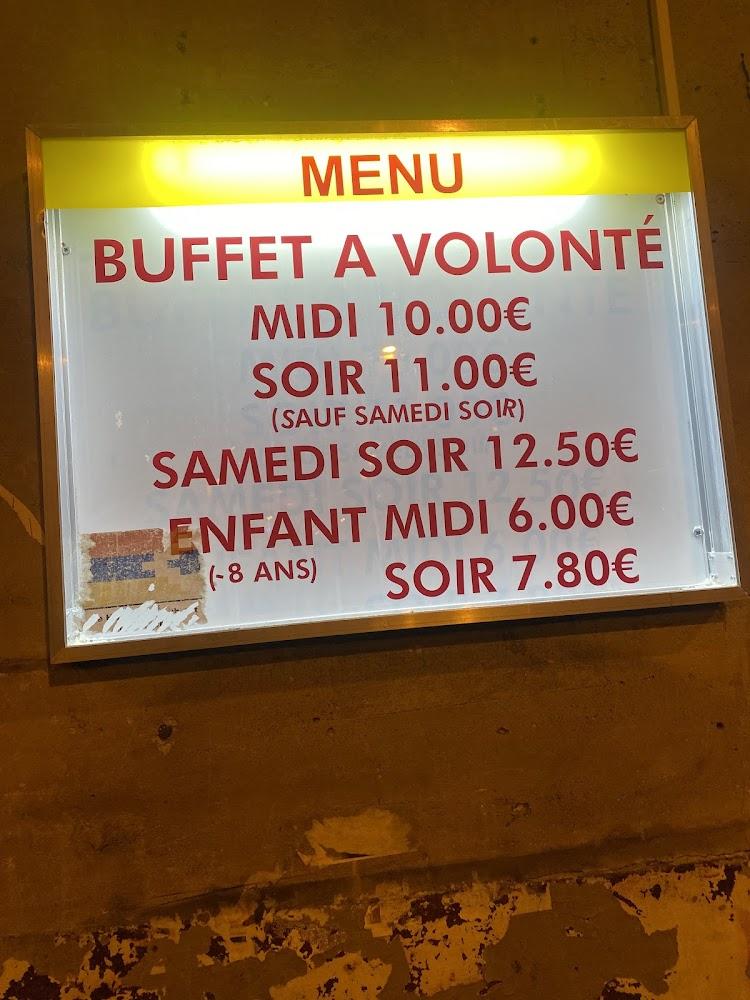 MENU
BUFFET A VOLONTÉ
MIDI 10.00€
SOIR 11.00€
(SAUF SAMEDI SOIR)
SAMEDI SOIR 12.50€
ENFANT MIDI 6.00€
(-8 ANS) SOIR 7.80€